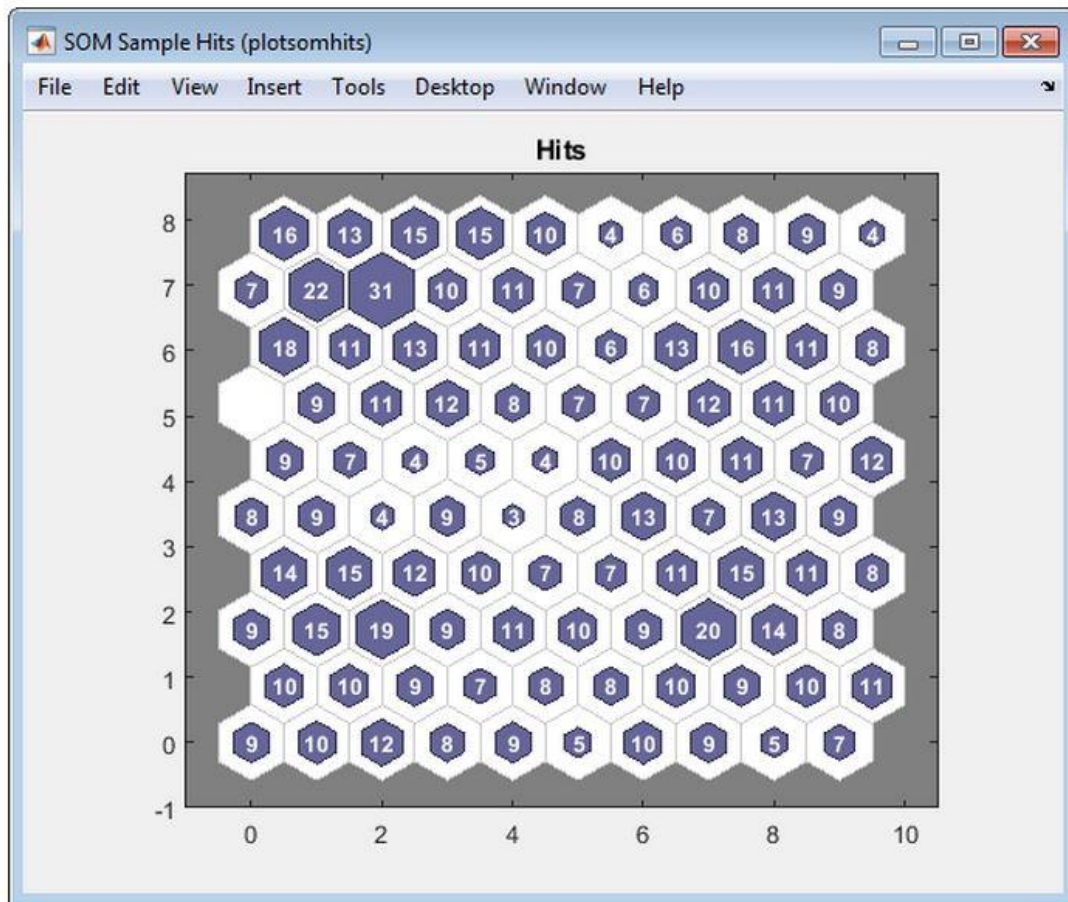 SOM Sample Hits (plotsomhits)
File Edit View Insert Tools Desktop Window Help
Hits
8
16 13 15 15 10 4 6 8 9 4
7
7 22 31 10 11 7 6 10 11 9
6
18 11 13 11 10 6 13 16 11 8
5
9 11 12 8 7 7 12 11 10
4
9 7 4 5 4 10 10 11 7 12
8 9 4 9 3 8 13 7 13 9
3
14 15 12 10 7 7 11 15 11 8
2
9 15 19 9 11 10 9 20 14 8
1
10 10 9 7 8 8 10 9 10 11
0
9 10 12 8 9 5 10 9 5 7
-1
0 2 4 6 8 10